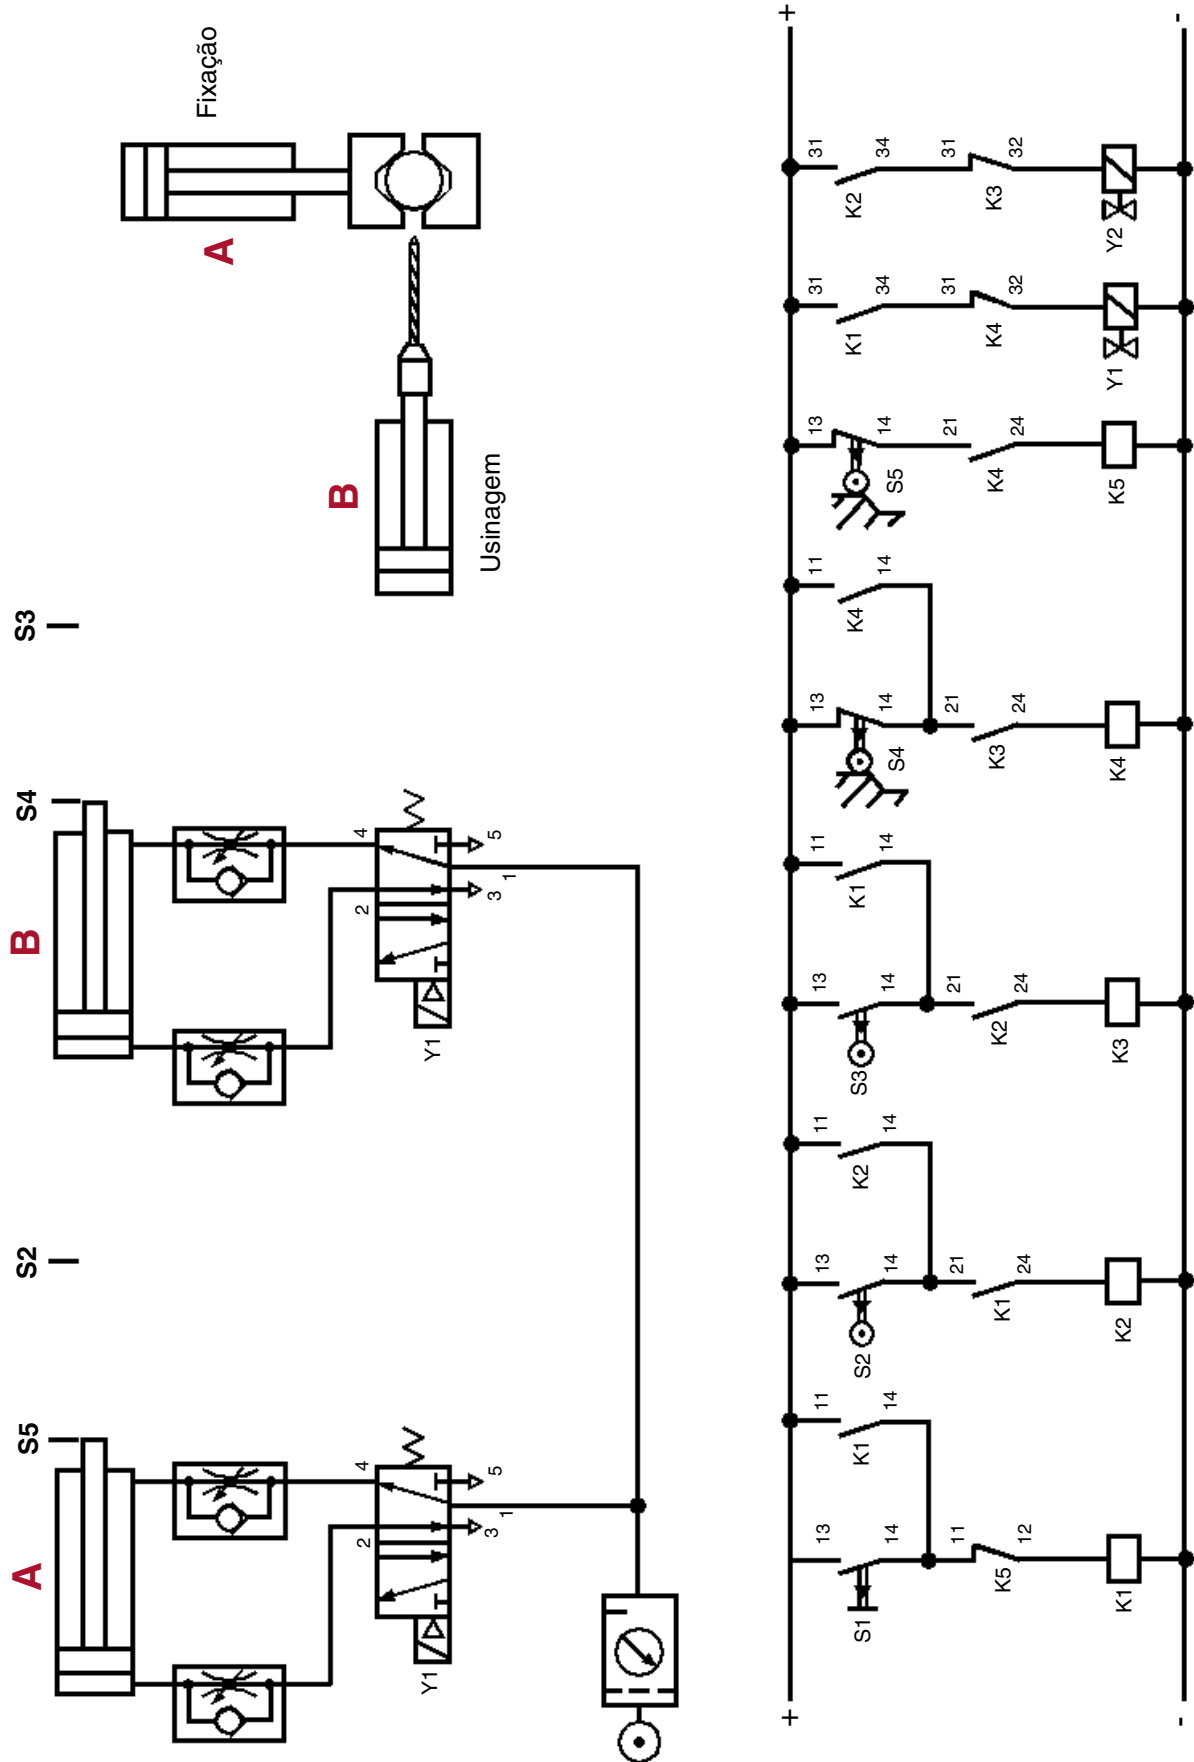 A S5 S2 B S4 S3
Fixação
A
B
Usinagem
2 4 2 4
Y1 Y1
3 1 5 3 1 5
+ +
13 11 13 11 13 11 13 11 13 31 31
S1 K1 S2 K2 S3 K1 S4 K4 S5 K1 K2
14 14 14 14 14 14 14 14 14 34 34
11 21 21 21 21 31 31
K5 K1 K2 K3 K4 K4 K3
12 24 24 24 24 32 32
K1 K2 K3 K4 K5 Y1 Y2
- -